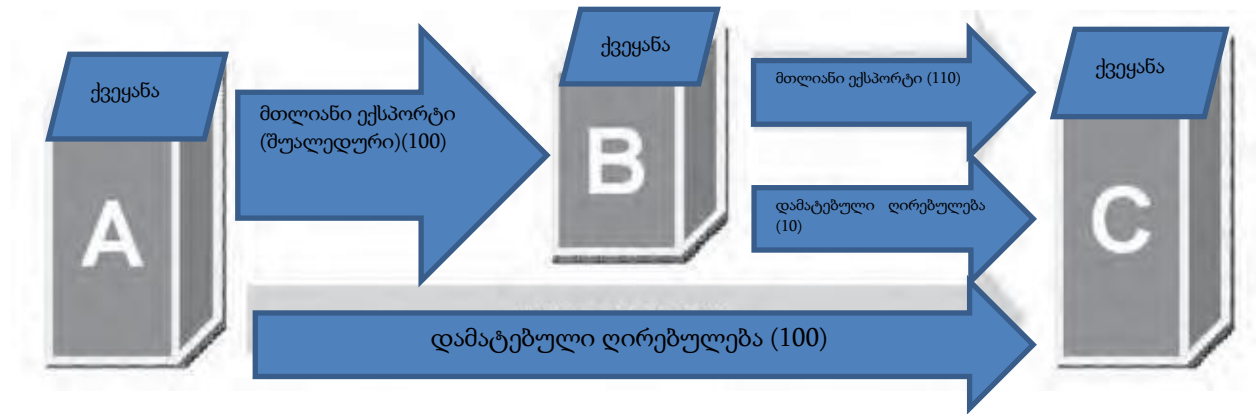 ქვეყანა
A
მთლიანი ექსპორტი
(შუალედური)(100)
ქვეყანა
B
მთლიანი ექსპორტი (110)
დამატებული ღირებულება
(10)
ქვეყანა
C
დამატებული ღირებულება (100)